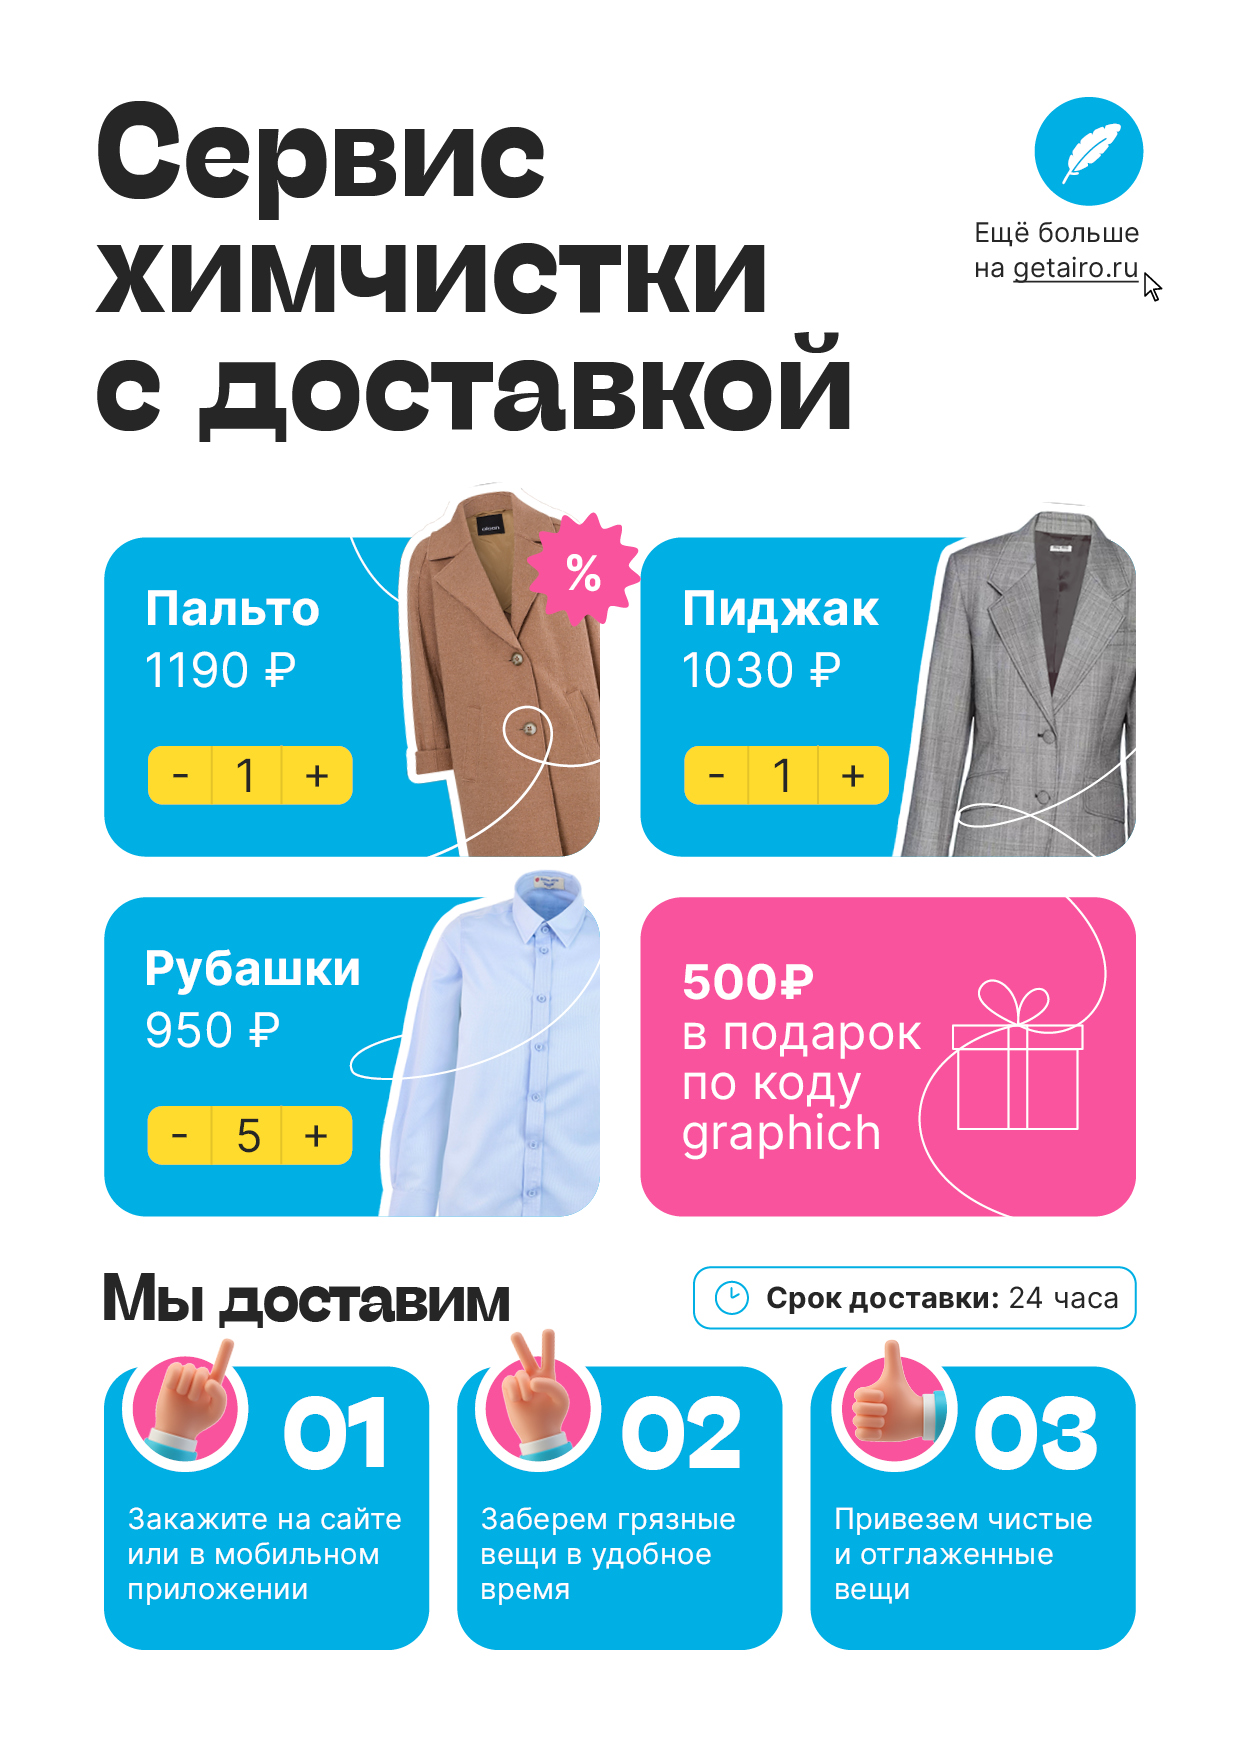 Сервис
химчистки
с доставкой
Ещё больше
на getairo.ru
%
Пальто
1190 ₽
- 1 +
Пиджак
1030 ₽
- 1 +
Рубашки
950 ₽
- 5 +
500₽
в подарок
по коду
graphich
Мы доставим
Срок доставки: 24 часа
01
Закажите на сайте
или в мобильном
приложении
02
Заберем грязные
вещи в удобное
время
03
Привезем чистые
и отглаженные
вещи